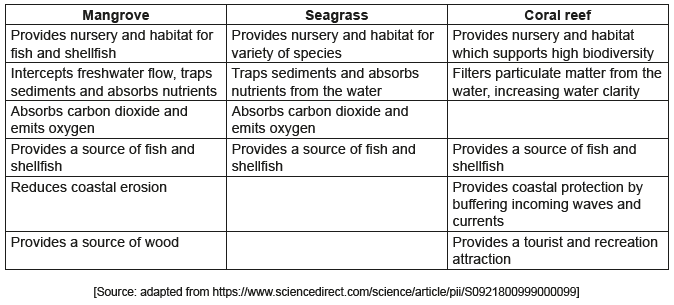 Mangrove Seagrass Coral reef
Provides nursery and habitat for Provides nursery and habitat for Provides nursery and habitat
fish and shellfish variety of species which supports high biodiversity
Intercepts freshwater flow, traps Traps sediments and absorbs Filters particulate matter from the
sediments and absorbs nutrients nutrients from the water water, increasing water clarity
Absorbs carbon dioxide and Absorbs carbon dioxide and
emits oxygen emits oxygen
Provides a source of fish and Provides a source of fish and Provides a source of fish and
shellfish shellfish shellfish
Reduces coastal erosion Provides coastal protection by
buffering incoming waves and
currents
Provides a source of wood Provides a tourist and recreation
attraction
[Source: adapted from https://www.sciencedirect.com/science/article/pii/S0921800999000099]